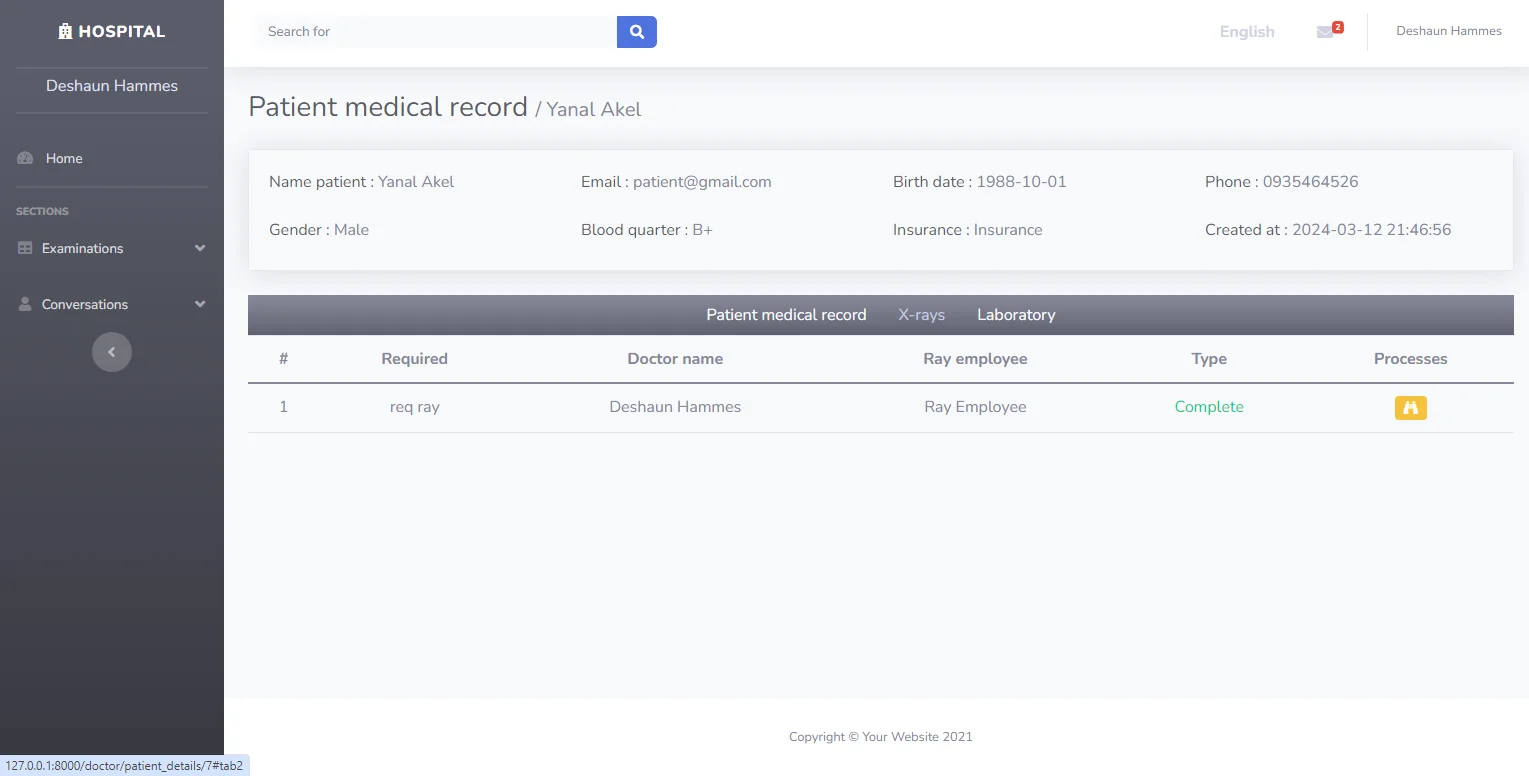 HOSPITAL
Search for
English
2
Deshaun Hammes
Deshaun Hammes
Home
SECTIONS
Examinations
Conversations
Patient medical record / Yanal Akel
Name patient : Yanal Akel Email : patient@gmail.com Birth date : 1988-10-01 Phone : 0935464526
Gender : Male Blood quarter : B+ Insurance : Insurance Created at : 2024-03-12 21:46:56
Patient medical record X-rays Laboratory
# Required Doctor name Ray employee Type Processes
1 req ray Deshaun Hammes Ray Employee Complete
Copyright © Your Website 2021
127.0.0.1:8000/doctor/patient_details/7#tab2